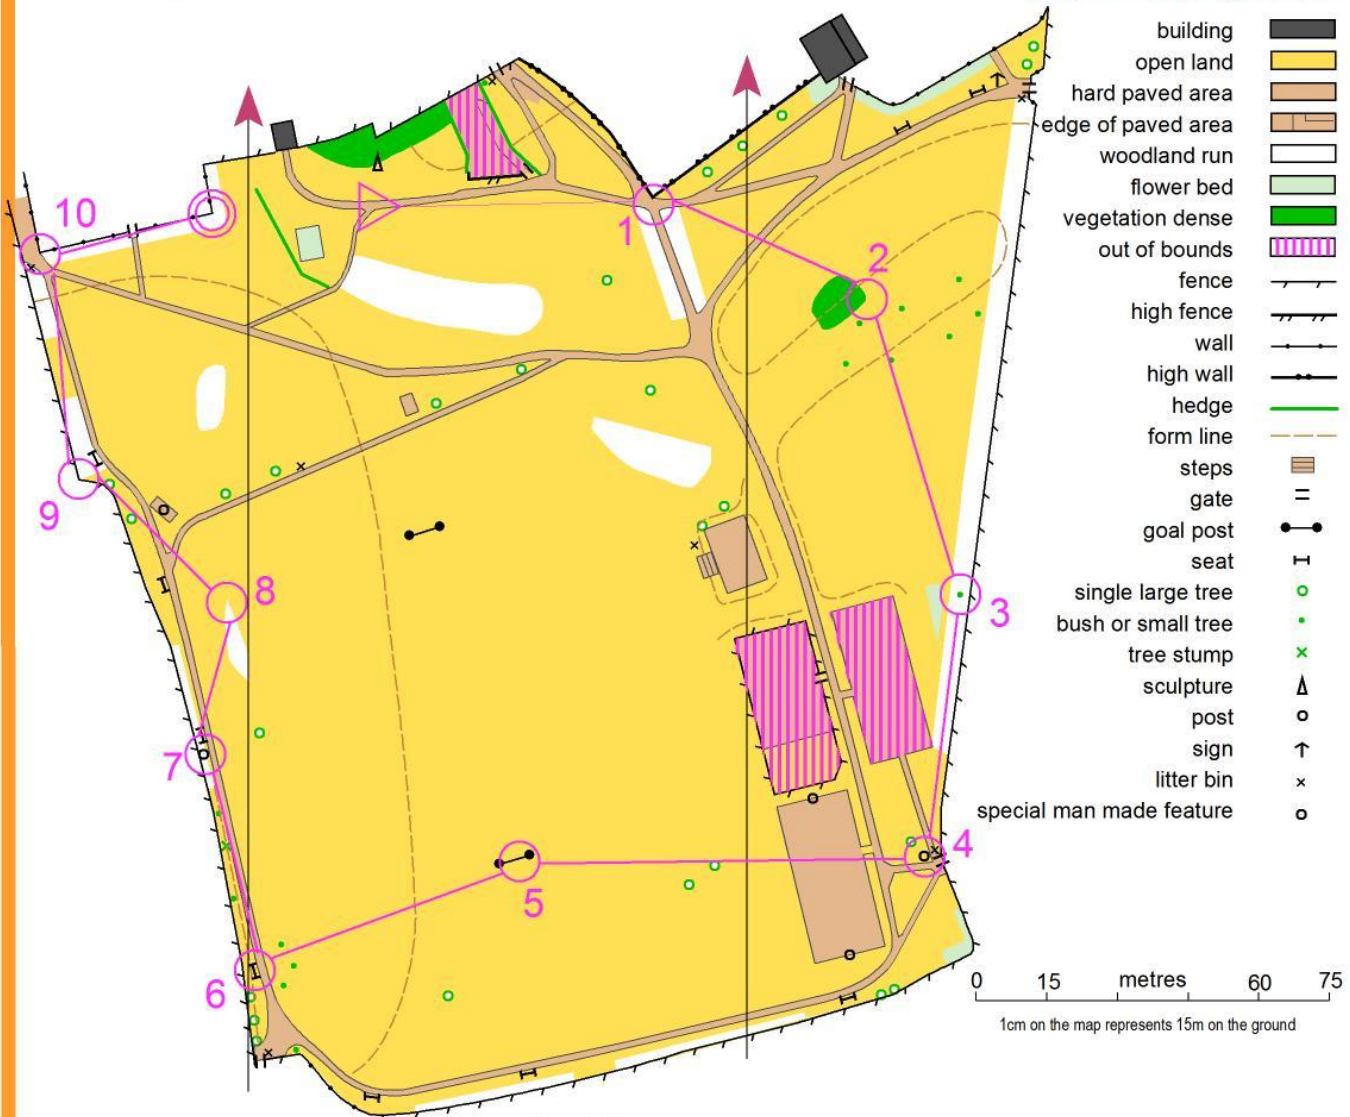 building
open land
hard paved area
edge of paved area
woodland run
flower bed
vegetation dense
out of bounds
fence
high fence
wall
high wall
hedge
form line
steps
gate
goal post
seat
single large tree
bush or small tree
tree stump
sculpture
post
sign
litter bin
special man made feature
10
1
2
9
8
3
7
4
5
6
0 15 metres 60 75
1cm on the map represents 15m on the ground